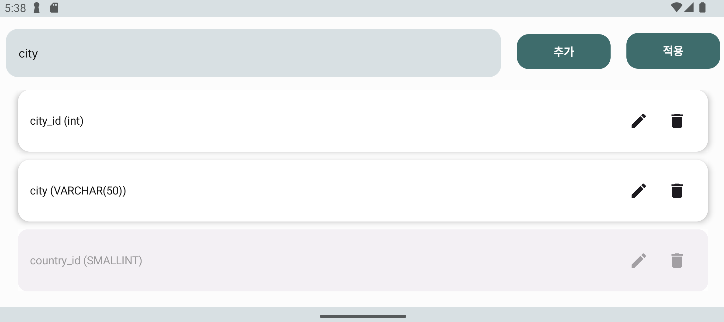 5:38
city
추가
적용
city_id (int)
city (VARCHAR(50))
country_id (SMALLINT)